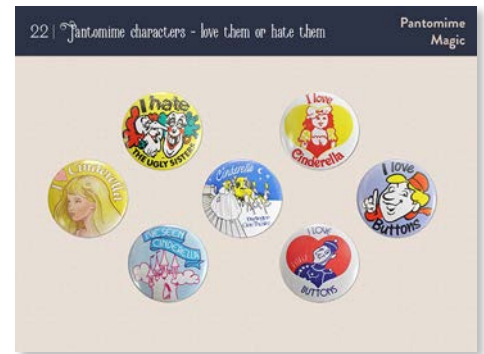 22 | Pantomime characters - love them or hate them
Pantomime
Magic
I hate
THE UGLY SISTERS
I love
Cinderella
I ♥ Cinderella
Cinderella
I LOVE
Buttons
I'VE SEEN
CINDERELLA
I LOVE
BUTTONS